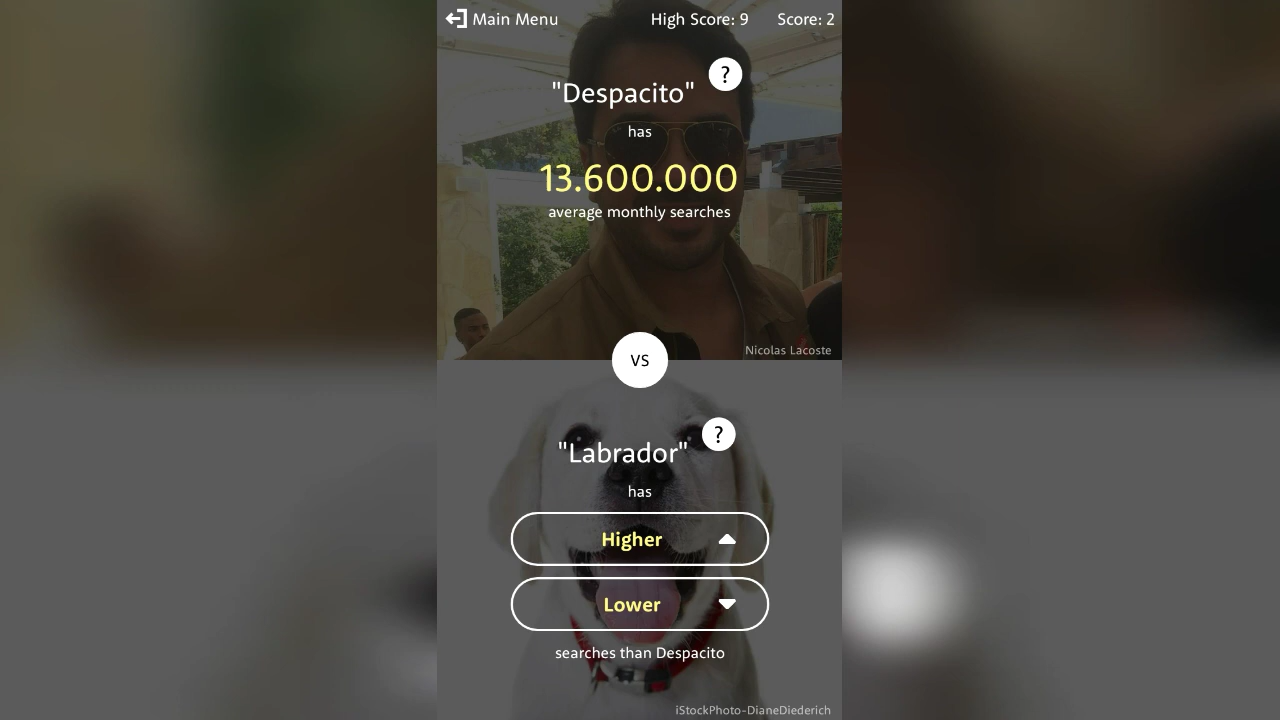 Main Menu High Score: 9 Score: 2
?
"Despacito"
has
13.600.000
average monthly searches
Nicolas Lacoste
VS
?
"Labrador"
has
Higher
Lower
searches than Despacito
iStockPhoto-DianeDiederich